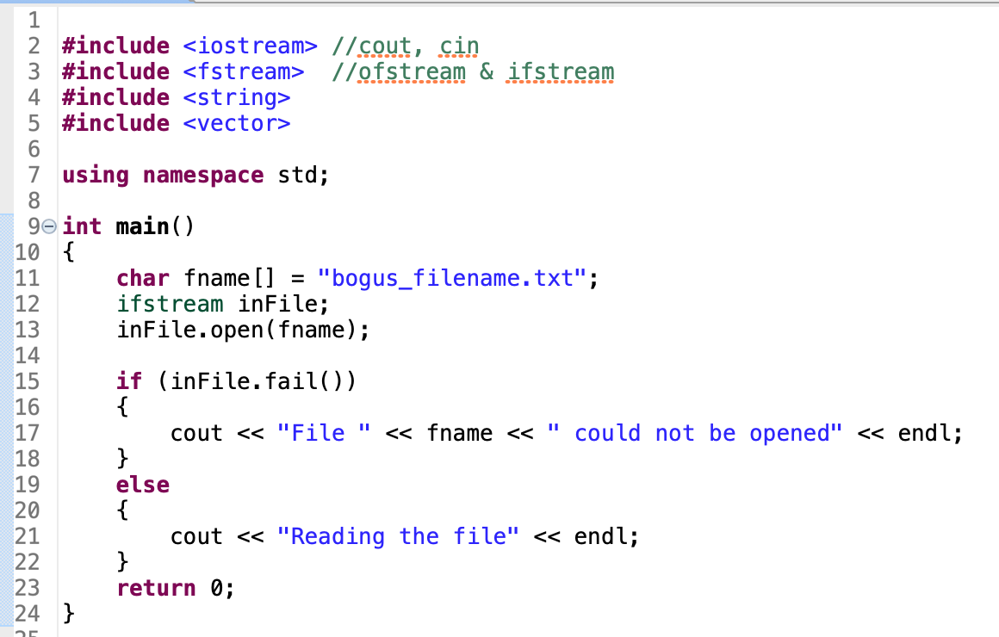 1
2 #include <iostream> //cout, cin
3 #include <fstream>  //ofstream & ifstream
4 #include <string>
5 #include <vector>
6
7 using namespace std;
8
9 int main()
10 {
11     char fname[] = "bogus_filename.txt";
12     ifstream inFile;
13     inFile.open(fname);
14
15     if (inFile.fail())
16     {
17         cout << "File " << fname << " could not be opened" << endl;
18     }
19     else
20     {
21         cout << "Reading the file" << endl;
22     }
23     return 0;
24 }